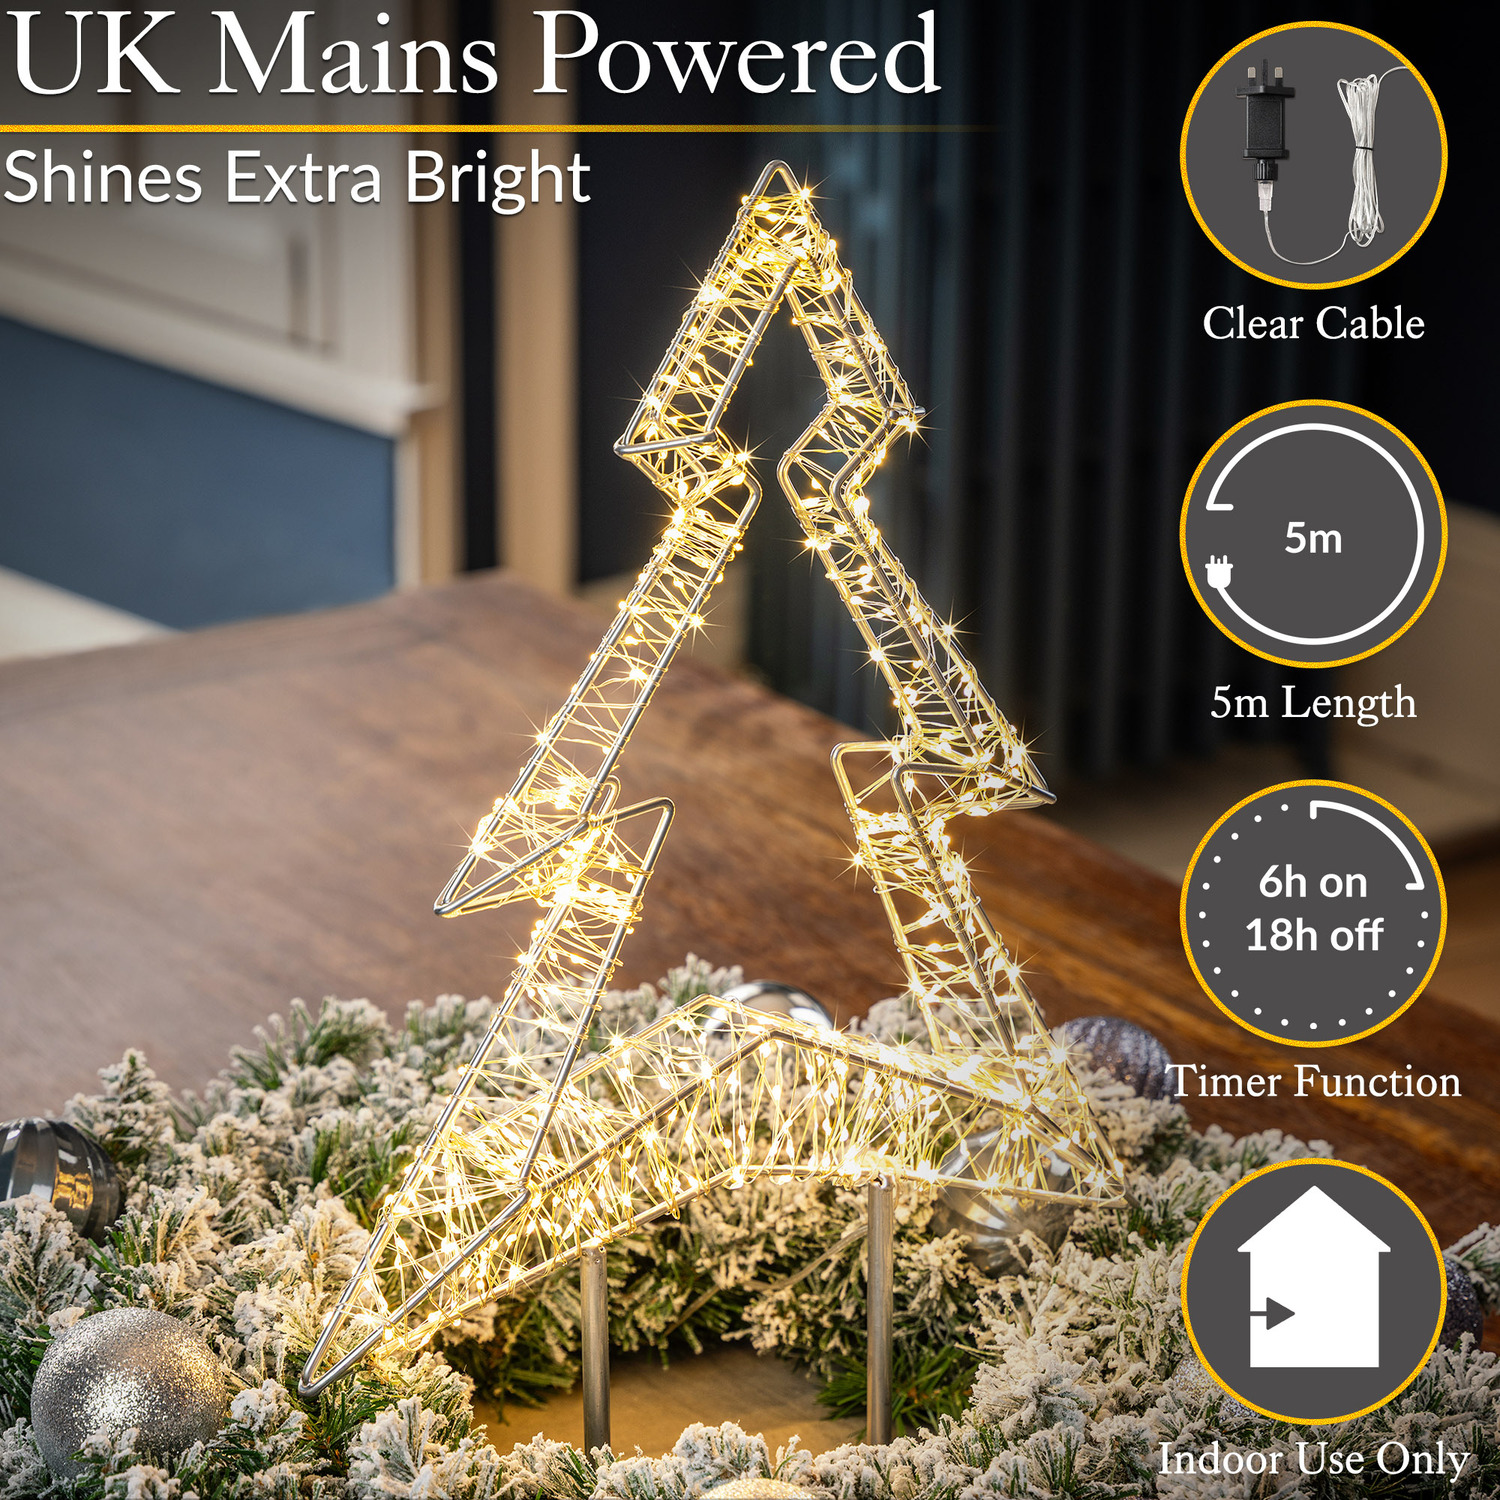 UK Mains Powered
Shines Extra Bright
Clear Cable
5m
5m Length
6h on
18h off
Timer Function
Indoor Use Only